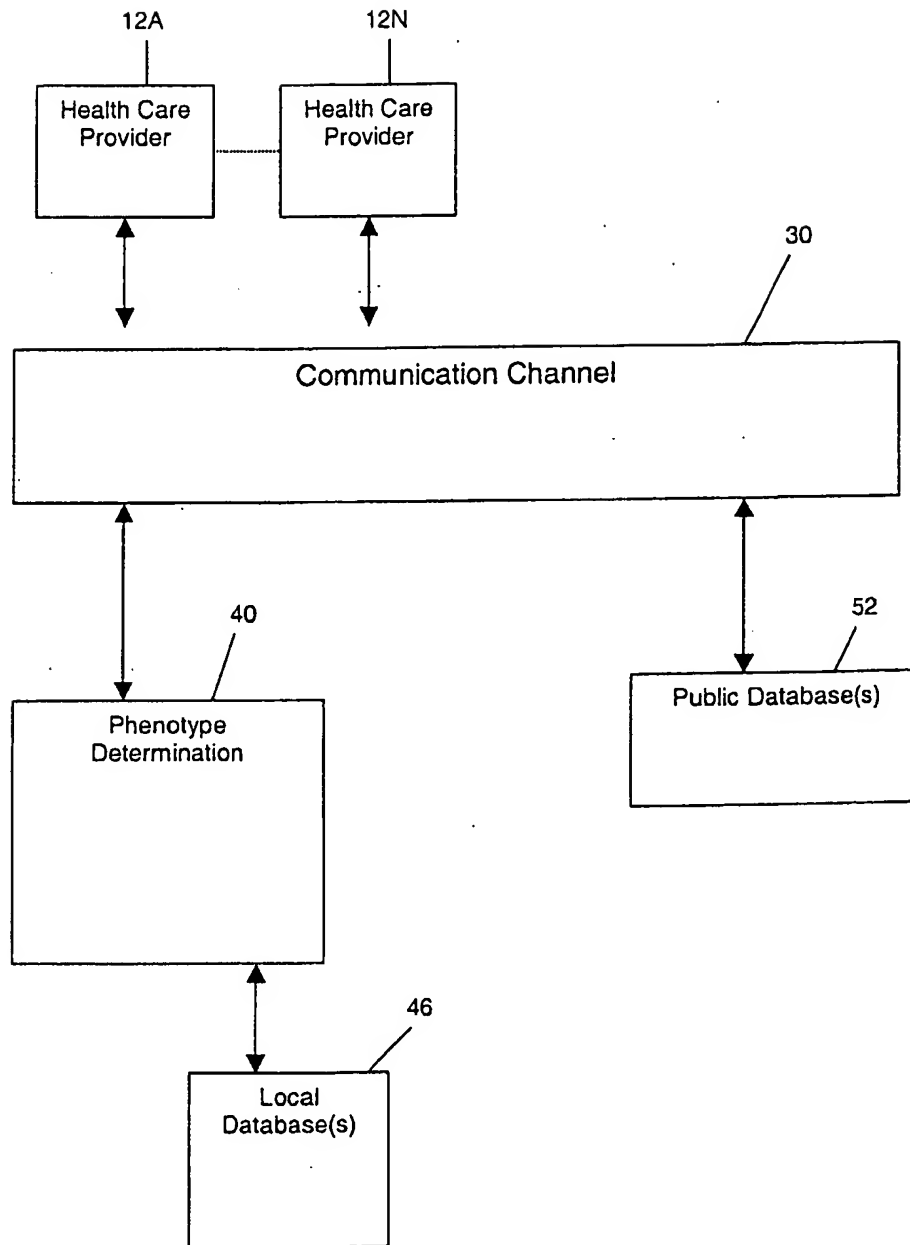 12A
12N
Health Care
Provider
Health Care
Provider
30
Communication Channel
40
52
Phenotype
Determination
Public Database(s)
46
Local
Database(s)